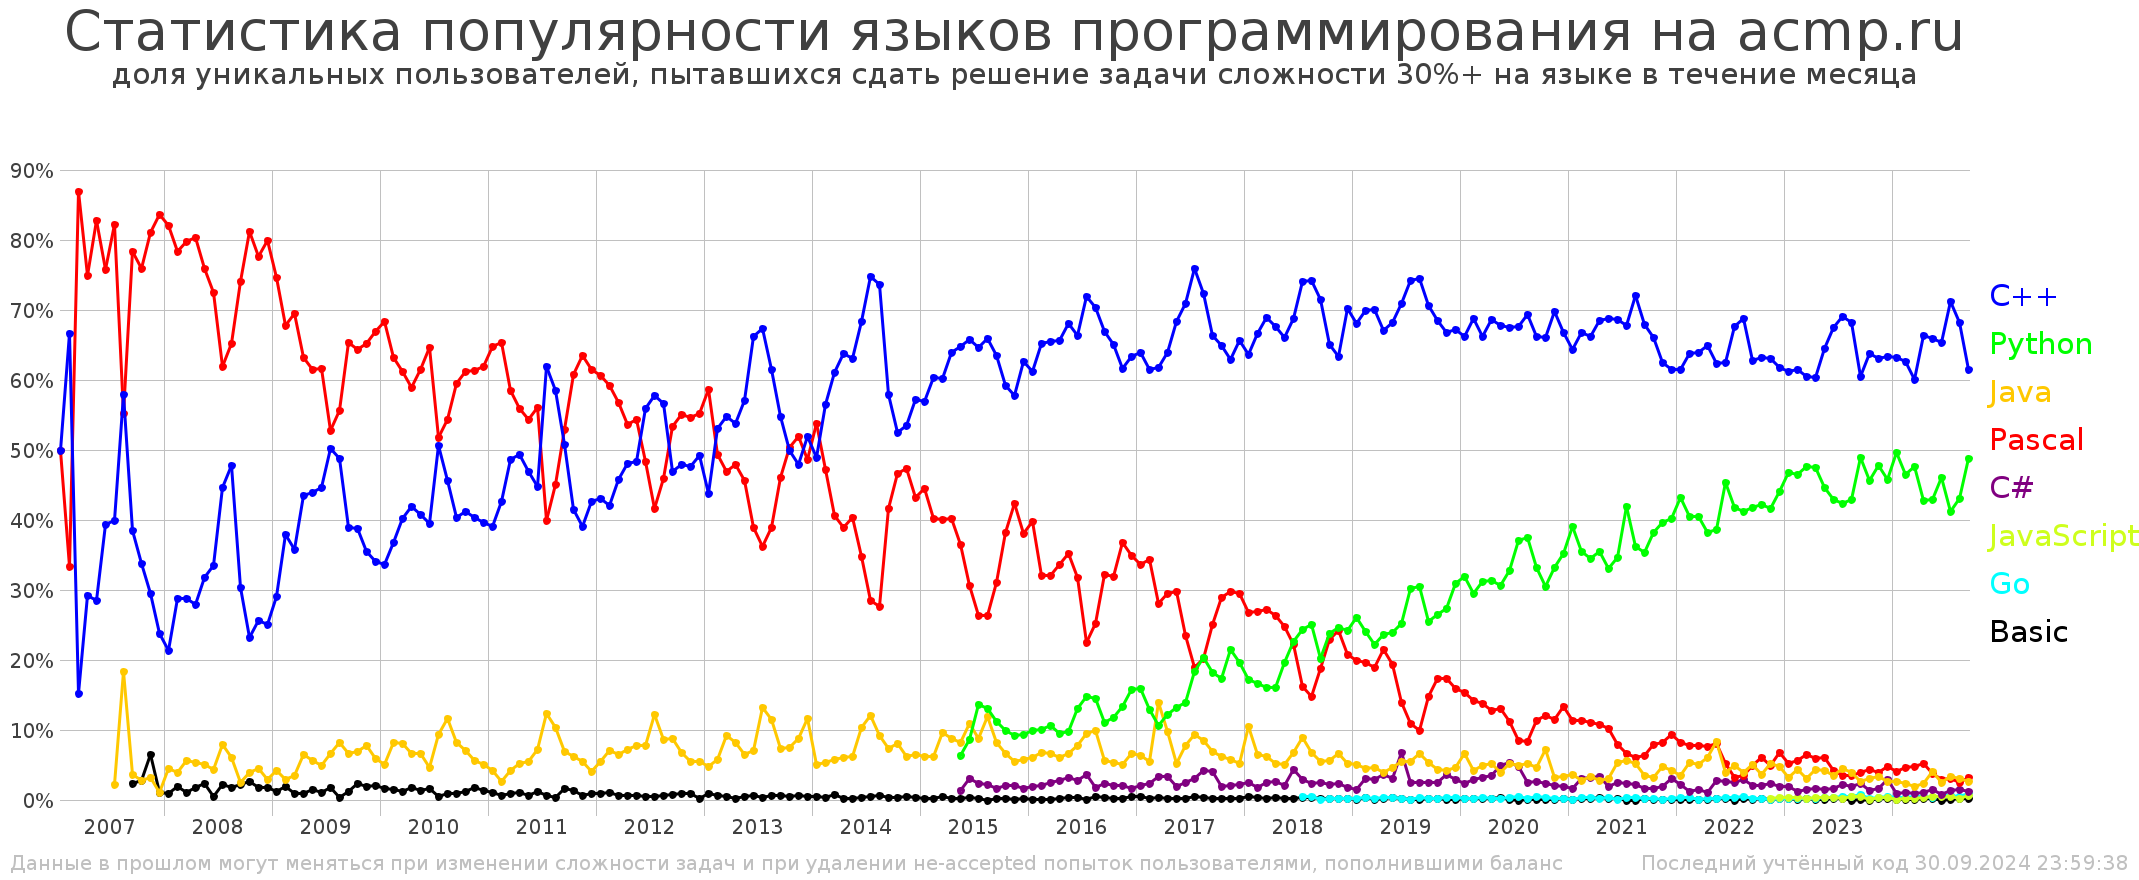 Статистика популярности языков программирования на acmp.ru
доля уникальных пользователей, пытавшихся сдать решение задачи сложности 30%+ на языке в течение месяца
90%
80%
70%
60%
50%
40%
30%
20%
10%
0%
C++
Python
Java
Pascal
C#
JavaScript
Go
Basic
2007 2008 2009 2010 2011 2012 2013 2014 2015 2016 2017 2018 2019 2020 2021 2022 2023
Данные в прошлом могут меняться при изменении сложности задач и при удалении не-accepted попыток пользователями, пополнившими баланс
Последний учтённый код 30.09.2024 23:59:38